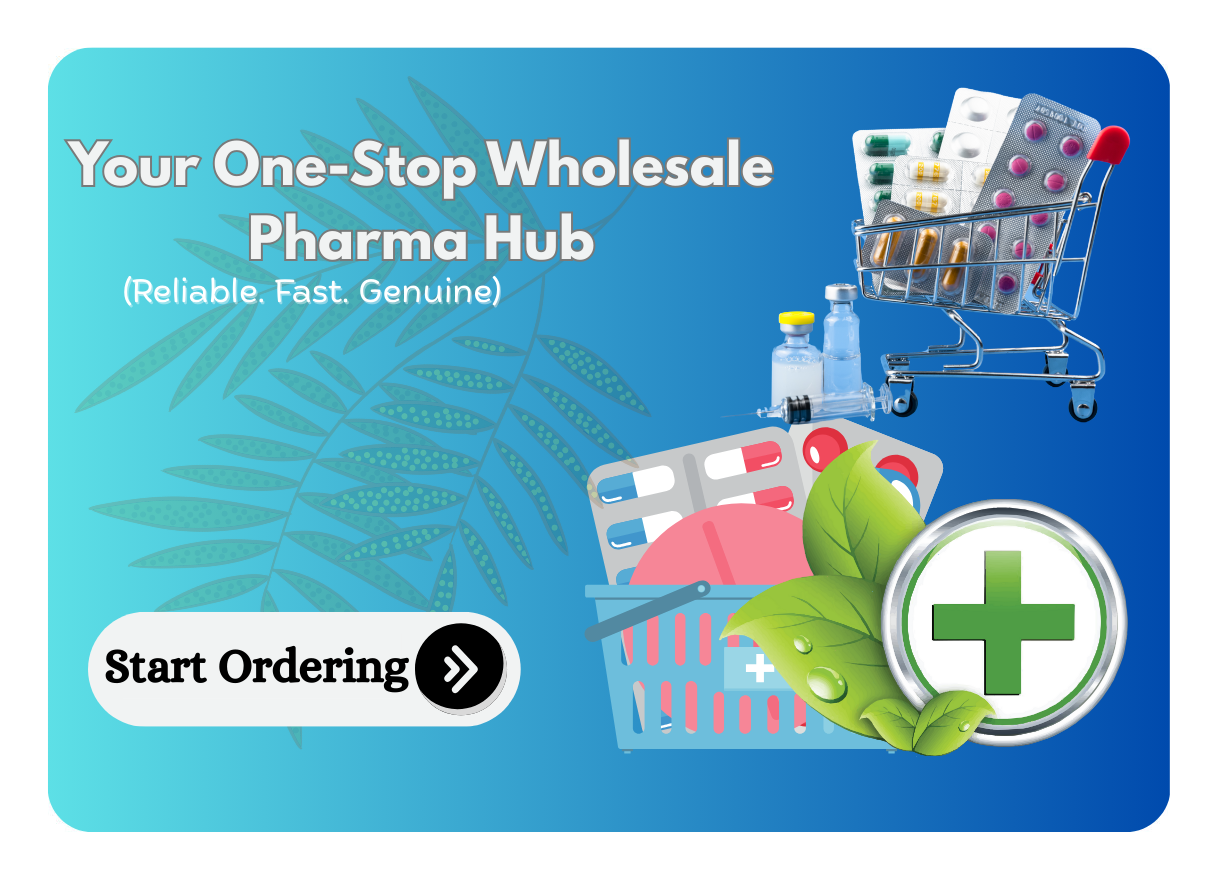 Your One-Stop Wholesale
Pharma Hub
(Reliable. Fast. Genuine)
Start Ordering